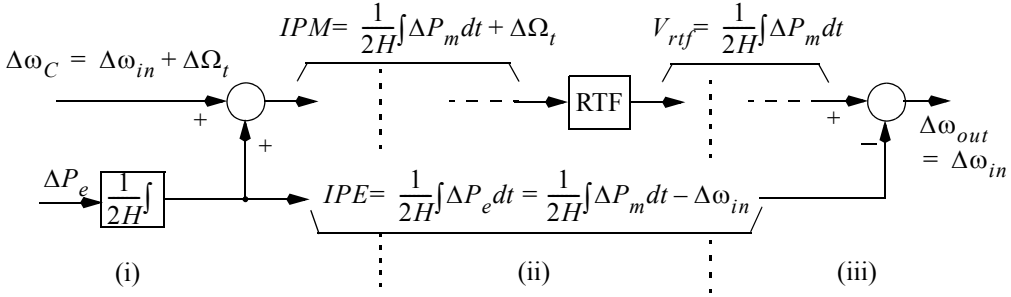 IPM= 1/2H ∫ΔP_m dt + ΔΩ_t
V_rtf= 1/2H ∫ΔP_m dt
Δω_C = Δω_in + ΔΩ_t
+
+
RTF
+
−
Δω_out
= Δω_in
ΔP_e
1/2H ∫
IPE= 1/2H ∫ΔP_e dt = 1/2H ∫ΔP_m dt − Δω_in
(i)
(ii)
(iii)